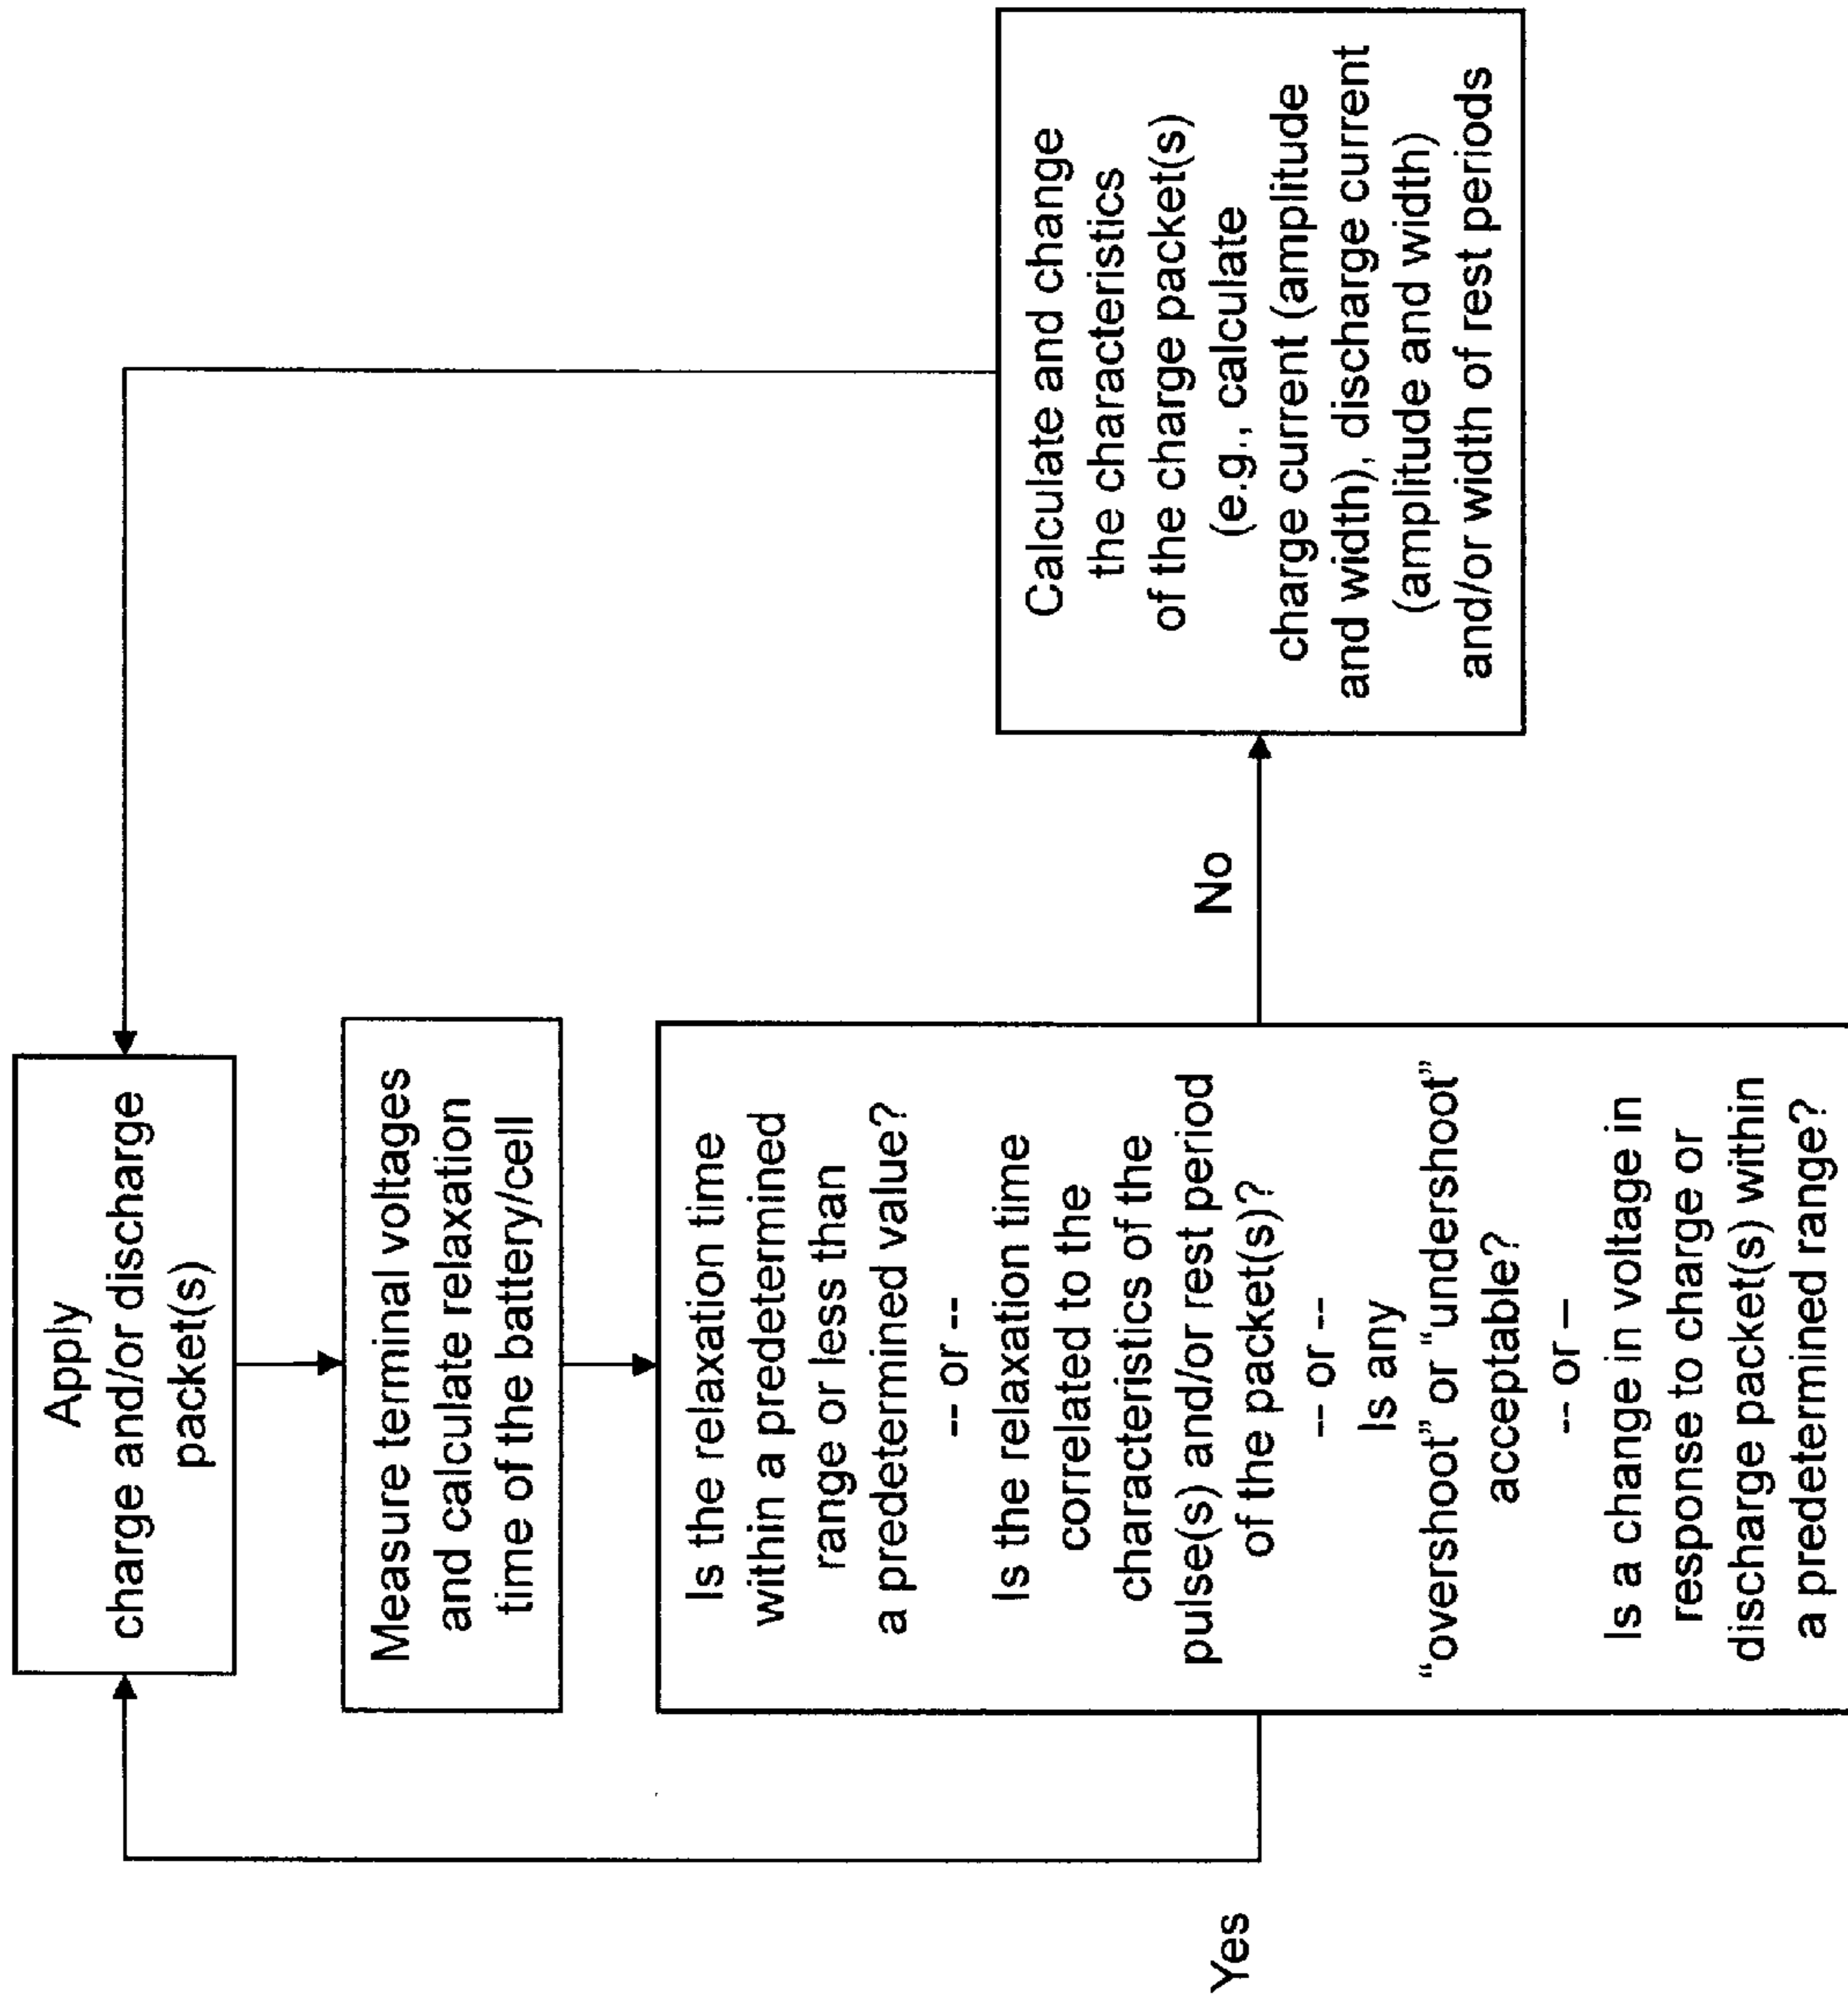 Apply
charge and/or discharge
packet(s)
Measure terminal voltages
and calculate relaxation
time of the battery/cell
Is the relaxation time
within a predetermined
range or less than
a predetermined value?
-- or --
Is the relaxation time
correlated to the
characteristics of the
pulse(s) and/or rest period
of the packet(s)?
-- or --
Is any
“overshoot” or “undershoot”
acceptable?
-- or –
Is a change in voltage in
response to charge or
discharge packet(s) within
a predetermined range?
Yes
No
Calculate and change
the characteristics
of the charge packet(s)
(e.g., calculate
charge current (amplitude
and width), discharge current
(amplitude and width)
and/or width of rest periods